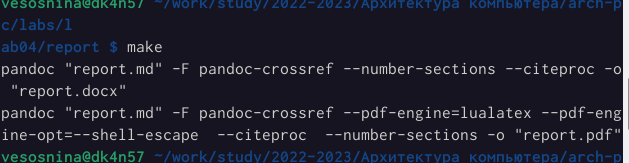 vesosnina@dk4n57 ~/work/study/2022-2023/Архитектура компьютера/arch-p
c/labs/l
ab04/report $ make
pandoc "report.md" -F pandoc-crossref --number-sections --citeproc -o
 "report.docx"
pandoc "report.md" -F pandoc-crossref --pdf-engine=lualatex --pdf-eng
ine-opt=--shell-escape  --citeproc  --number-sections -o "report.pdf"
vesosnina@dk4n57 ~/work/study/2022-2023/Архитектура компьютера/arch-p